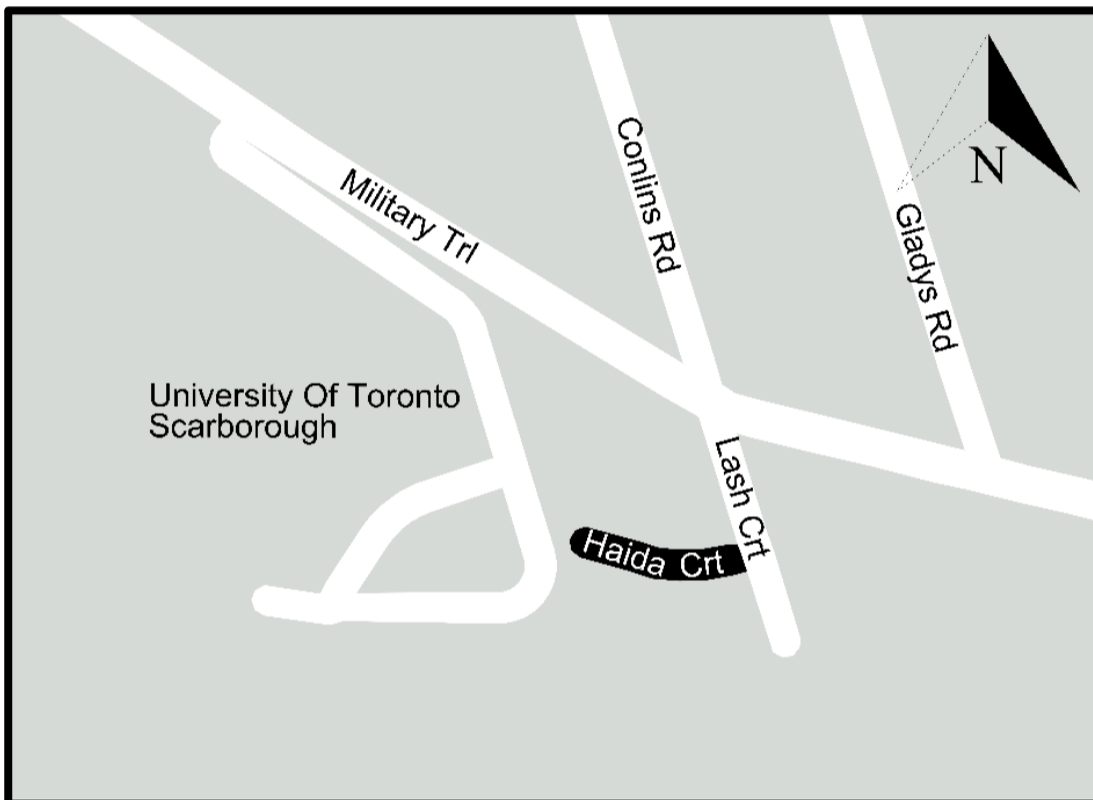 Conlins Rd
N
Military Trl
Gladys Rd
University Of Toronto
Scarborough
Lash Crt
Haida Crt